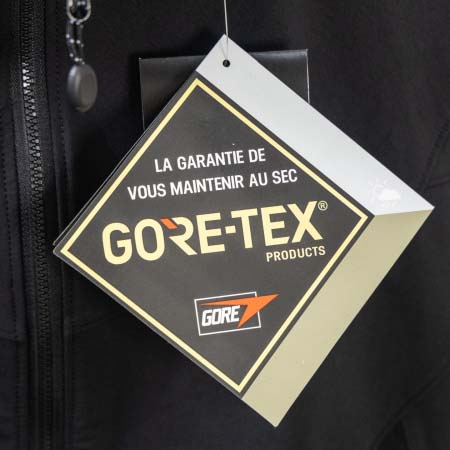 LA GARANTIE DE
VOUS MAINTENIR AU SEC
GORE-TEX®
PRODUCTS
GORE